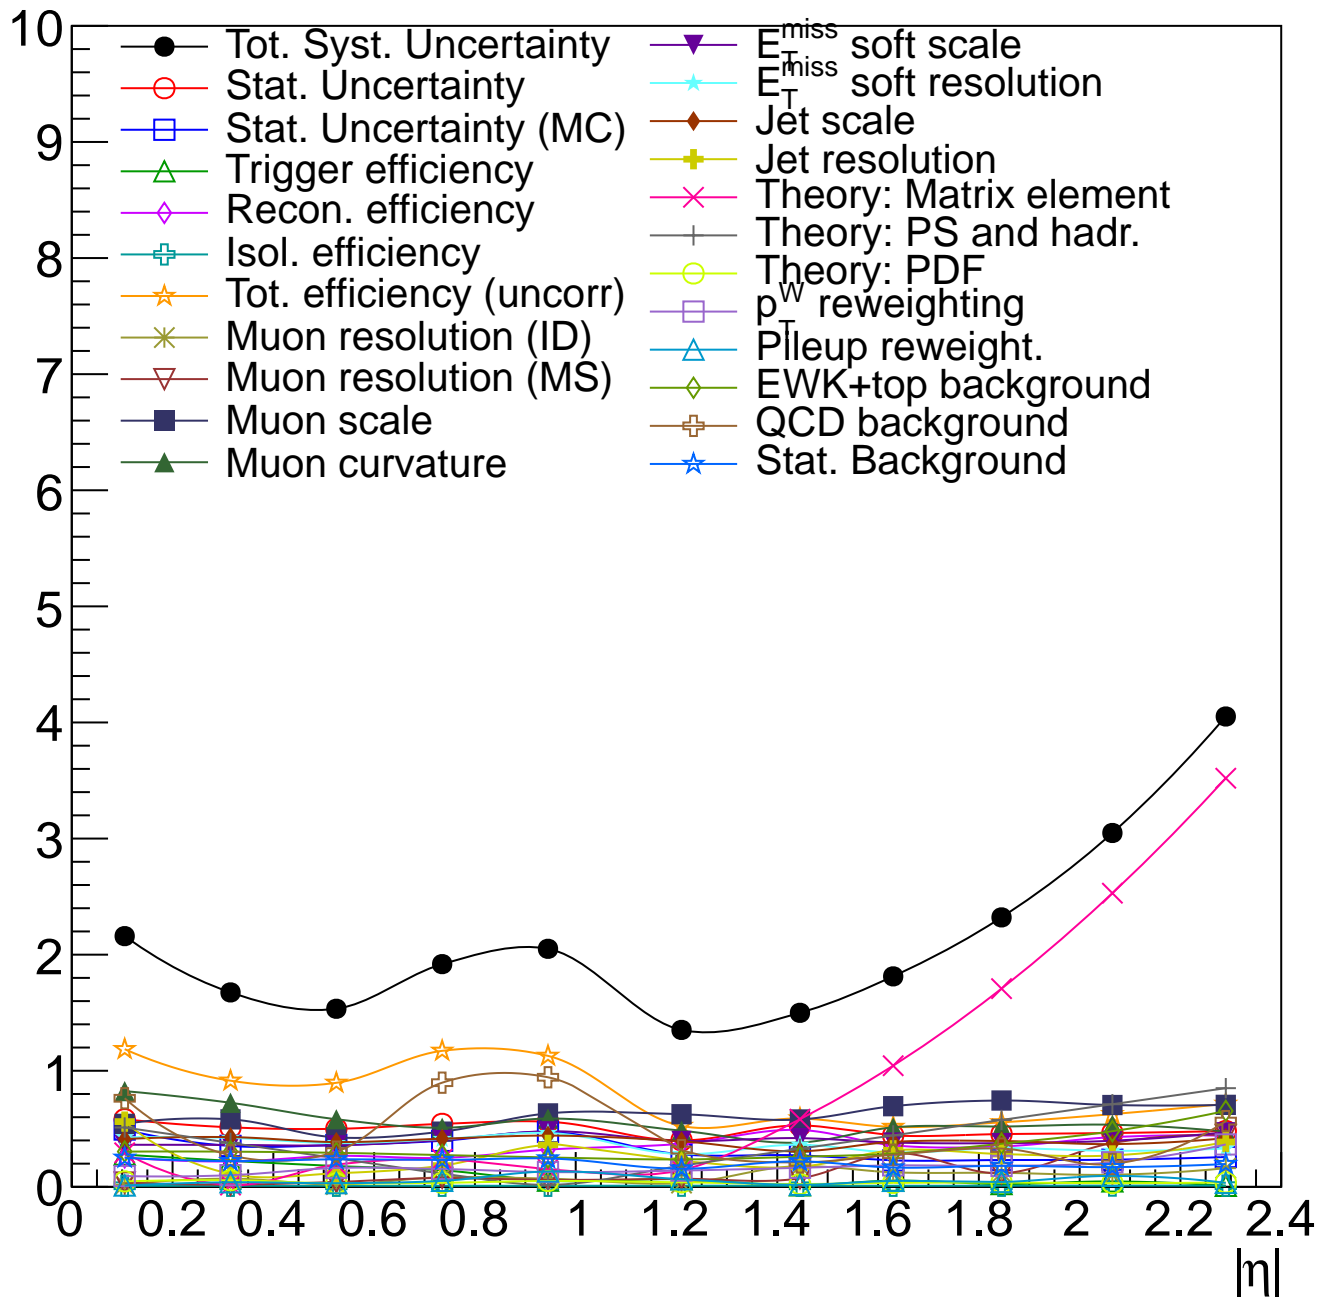 10
9
8
7
6
5
4
3
2
1
0
Tot. Syst. Uncertainty
Stat. Uncertainty
Stat. Uncertainty (MC)
Trigger efficiency
Recon. efficiency
Isol. efficiency
Tot. efficiency (uncorr)
Muon resolution (ID)
Muon resolution (MS)
Muon scale
Muon curvature
E_T^miss soft scale
E_T^miss soft resolution
Jet scale
Jet resolution
Theory: Matrix element
Theory: PS and hadr.
Theory: PDF
p_T^W reweighting
Pileup reweight.
EWK+top background
QCD background
Stat. Background
0 0.2 0.4 0.6 0.8 1 1.2 1.4 1.6 1.8 2 2.2 2.4
|η|